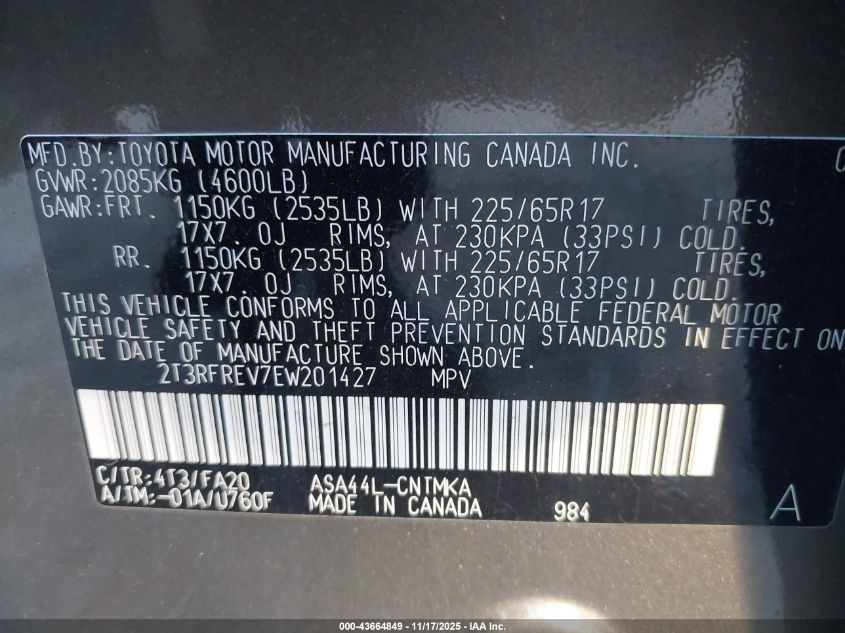 MFD.BY:TOYOTA MOTOR MANUFACTURING CANADA INC.
GVWR:2085KG (4600LB)
GAWR:FRT. 1150KG (2535LB) WITH 225/65R17 TIRES,
17X7. 0J RIMS, AT 230KPA (33PSI) COLD.
RR. 1150KG (2535LB) WITH 225/65R17 TIRES,
17X7. 0J RIMS, AT 230KPA (33PSI) COLD.
THIS VEHICLE CONFORMS TO ALL APPLICABLE FEDERAL MOTOR
VEHICLE SAFETY AND THEFT PREVENTION STANDARDS IN EFFECT ON
THE DATE OF MANUFACTURE SHOWN ABOVE.
2T3RFREV7EW201427 MPV
C/TR:4T3/FA20 ASA44L-CNTMKA
A/TM:-01A/U760F MADE IN CANADA 984 A
000-43664849 - 11/17/2025 - IAA Inc.